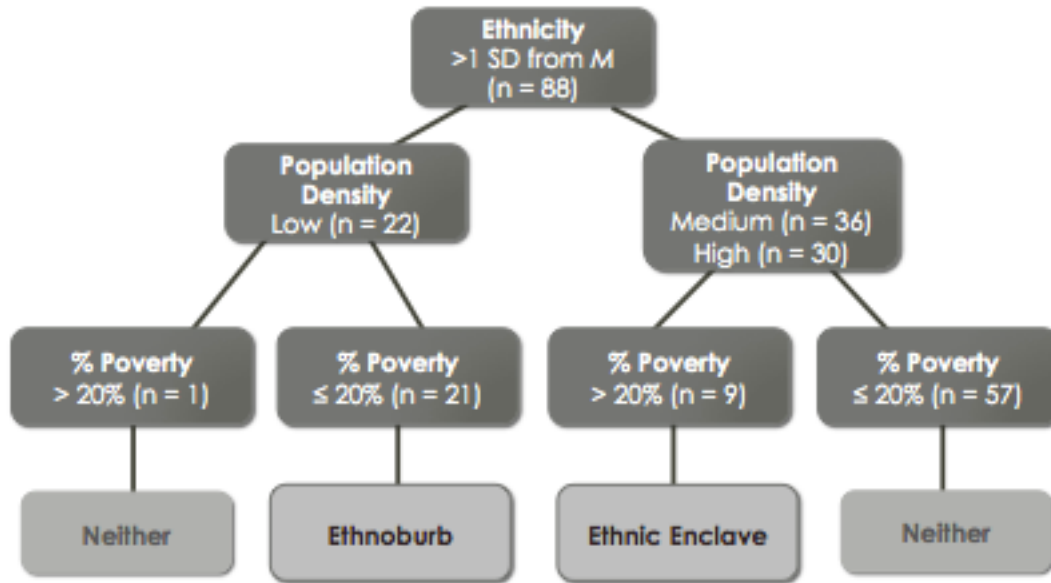 Ethnicity
>1 SD from M
(n = 88)
Population
Density
Low (n = 22)
Population
Density
Medium (n = 36)
High (n = 30)
% Poverty
> 20% (n = 1)
% Poverty
≤ 20% (n = 21)
% Poverty
> 20% (n = 9)
% Poverty
≤ 20% (n = 57)
Neither
Ethnoburb
Ethnic Enclave
Neither